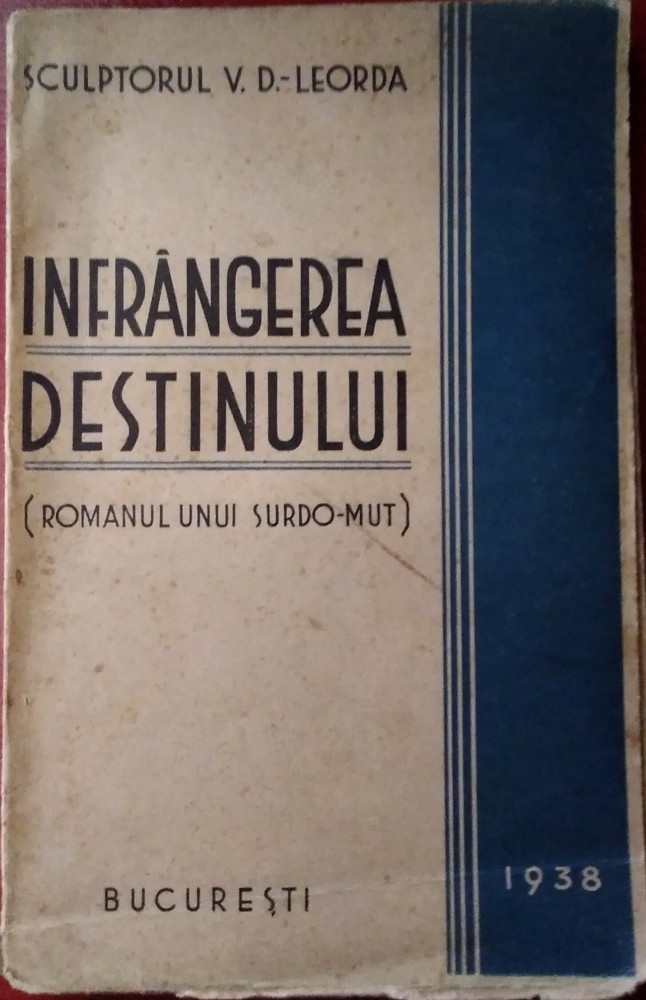 SCULPTORUL V. D.-LEORDA
INFRÂNGEREA
DESTINULUI
(ROMANUL UNUI SURDO-MUT)
BUCUREȘTI
1938